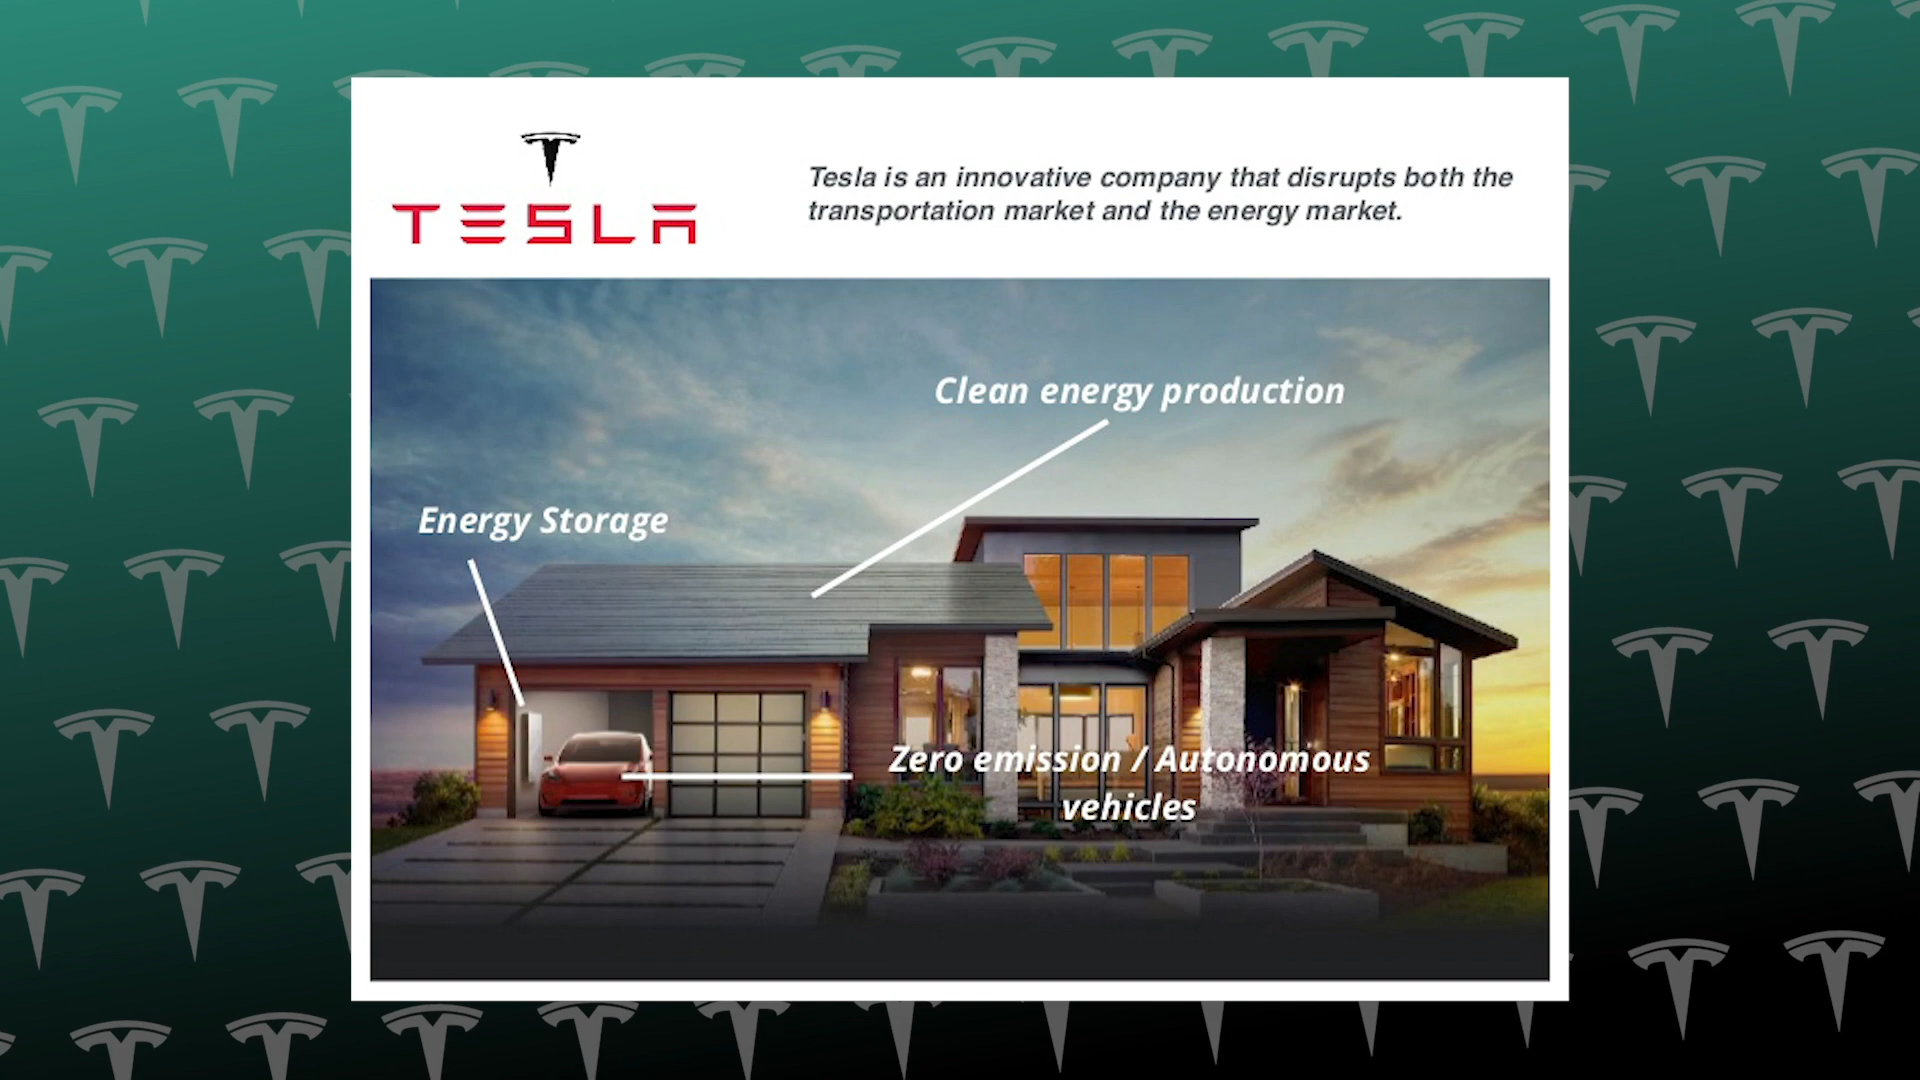 TESLA
Tesla is an innovative company that disrupts both the
transportation market and the energy market.
Clean energy production
Energy Storage
Zero emission / Autonomous
vehicles